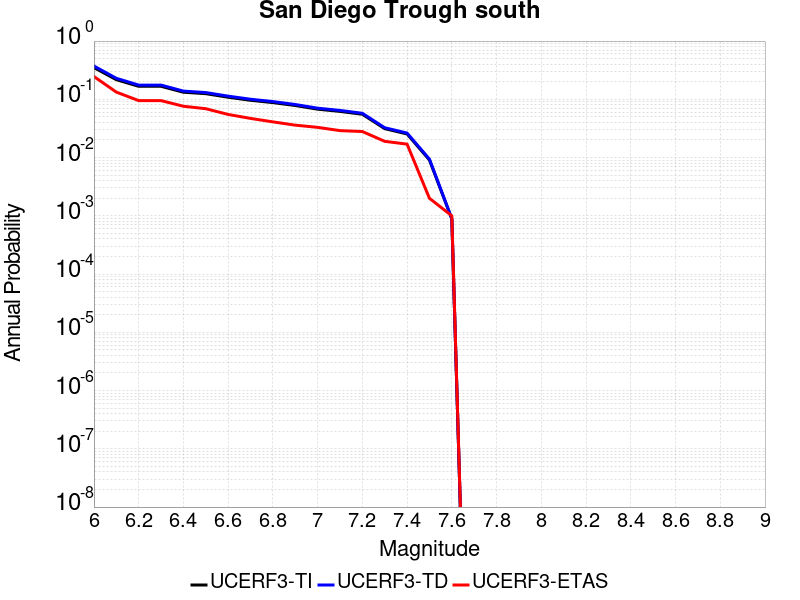 San Diego Trough south
10^0
10^-1
10^-2
10^-3
10^-4
10^-5
10^-6
10^-7
10^-8
Annual Probability
6 6.2 6.4 6.6 6.8 7 7.2 7.4 7.6 7.8 8 8.2 8.4 8.6 8.8 9
Magnitude
UCERF3-TI UCERF3-TD UCERF3-ETAS